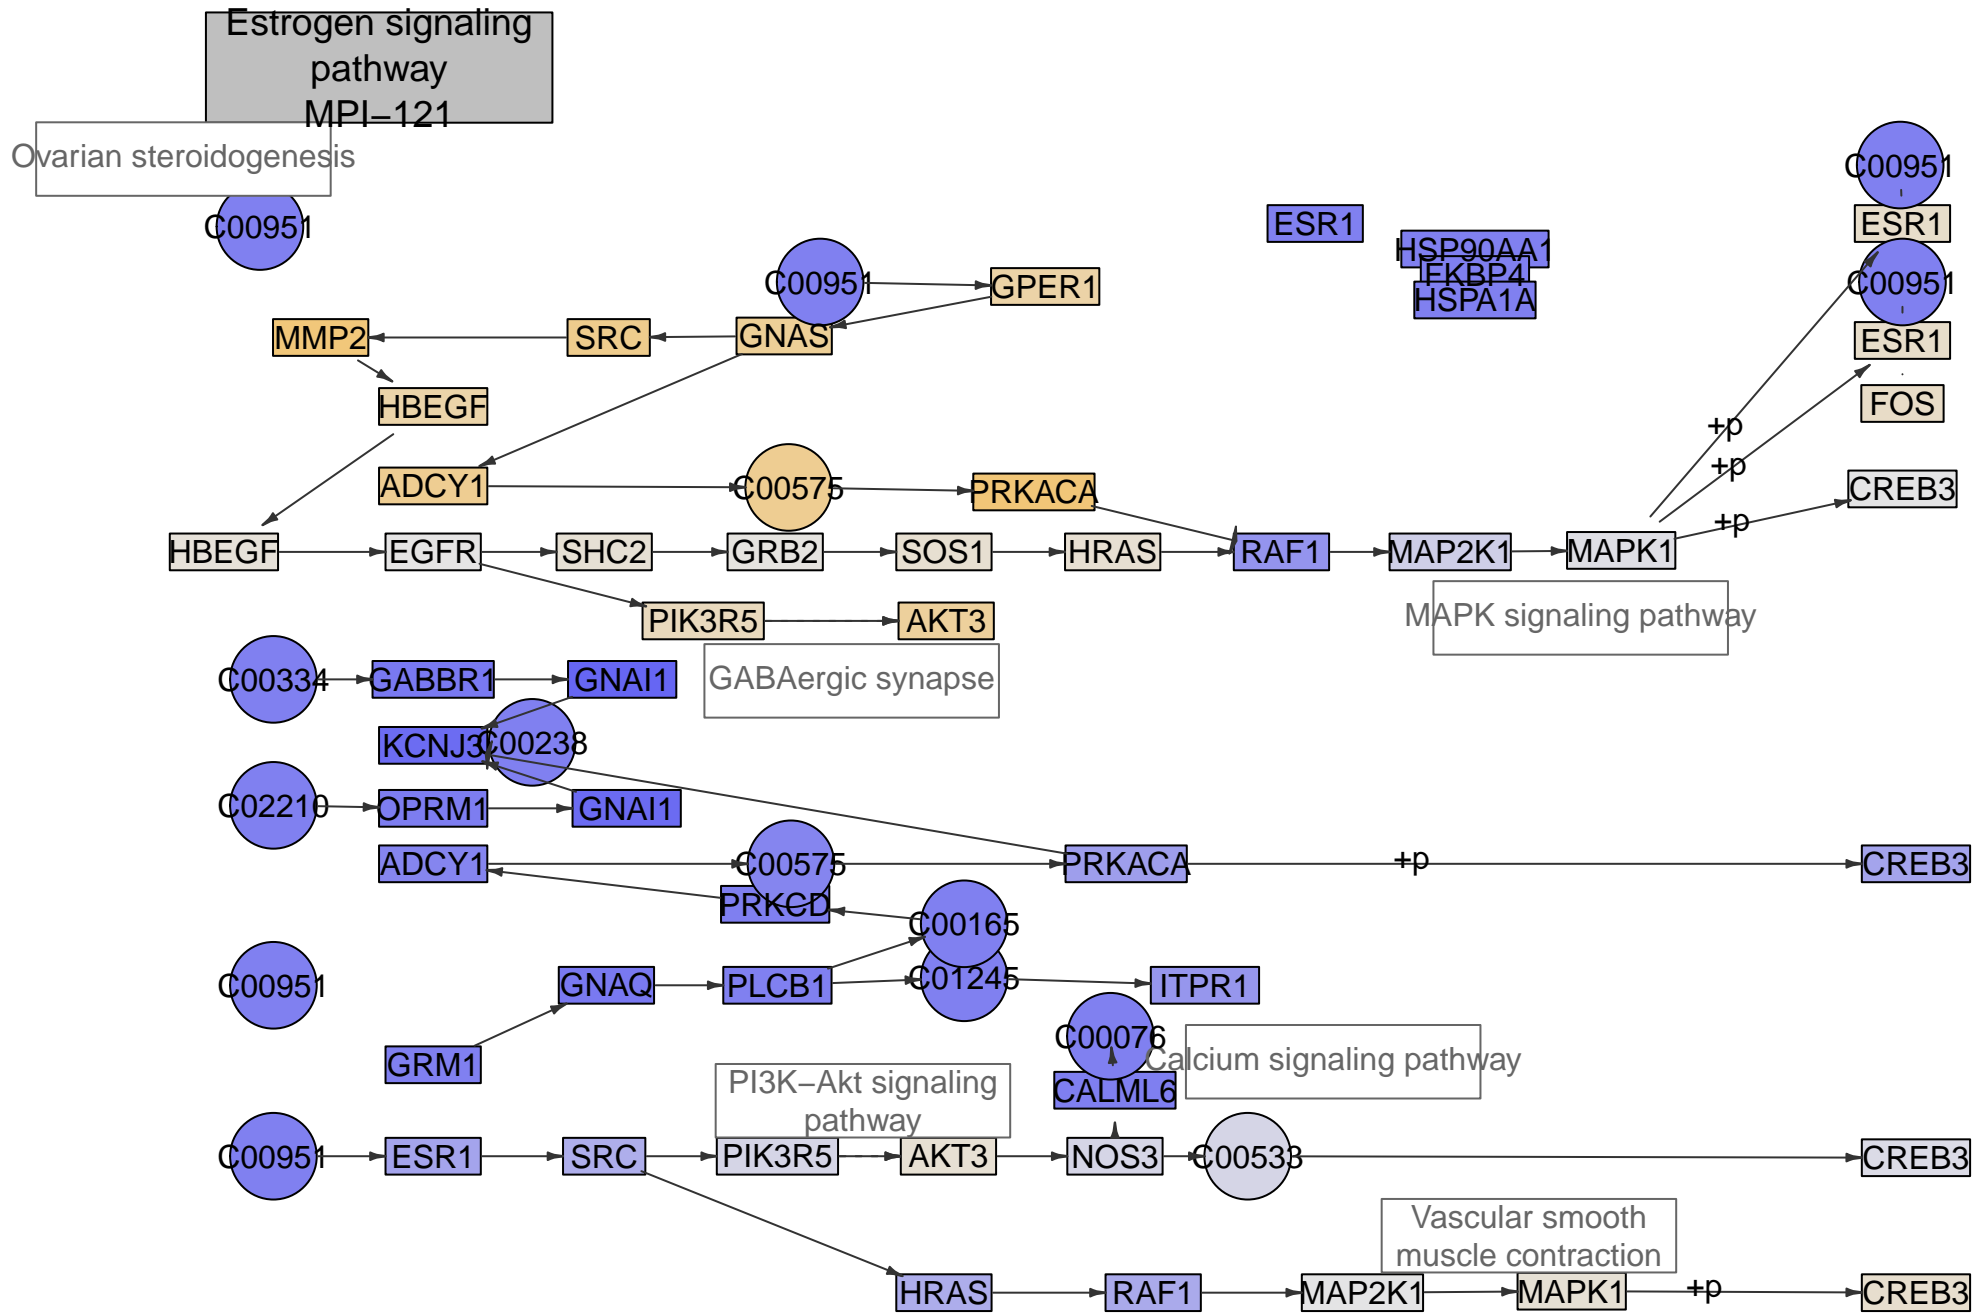 Estrogen signaling
pathway
MPI−121
Ovarian steroidogenesis
C00951
C00951
ESR1
C00951
ESR1
HSP90AA1
FKBP4
HSPA1A
C00951
GPER1
C00951
MMP2
SRC
GNAS
ESR1
HBEGF
FOS
+p
+p
ADCY1
C00575
PRKACA
CREB3
+p
HBEGF
EGFR
SHC2
GRB2
SOS1
HRAS
RAF1
MAP2K1
MAPK1
PIK3R5
AKT3
MAPK signaling pathway
C00334
GABBR1
GNAI1
GABAergic synapse
KCNJ3
C00238
C02210
OPRM1
GNAI1
ADCY1
C00575
PRKACA
+p
CREB3
PRKCD
C00165
C00951
GNAQ
PLCB1
C01245
ITPR1
C00076
Calcium signaling pathway
GRM1
CALML6
PI3K−Akt signaling
pathway
C00951
ESR1
SRC
PIK3R5
AKT3
NOS3
C00533
CREB3
Vascular smooth
muscle contraction
HRAS
RAF1
MAP2K1
MAPK1
+p
CREB3